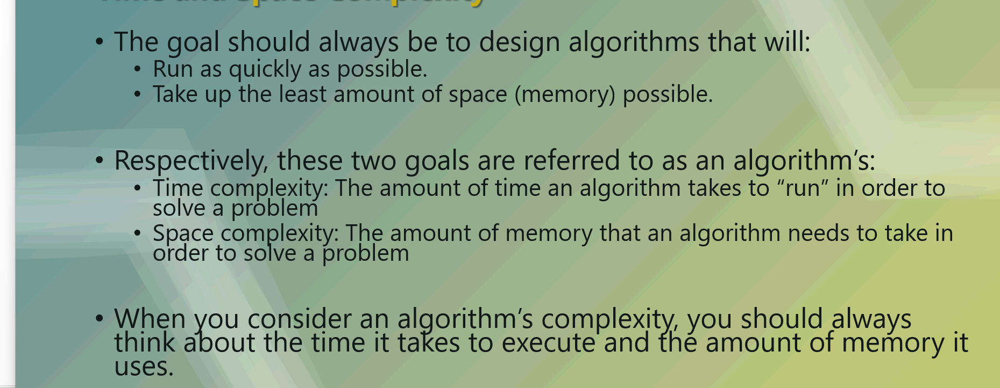 Time and Space Complexity
• The goal should always be to design algorithms that will:
• Run as quickly as possible.
• Take up the least amount of space (memory) possible.
• Respectively, these two goals are referred to as an algorithm’s:
• Time complexity: The amount of time an algorithm takes to “run” in order to
solve a problem
• Space complexity: The amount of memory that an algorithm needs to take in
order to solve a problem
• When you consider an algorithm’s complexity, you should always
think about the time it takes to execute and the amount of memory it
uses.